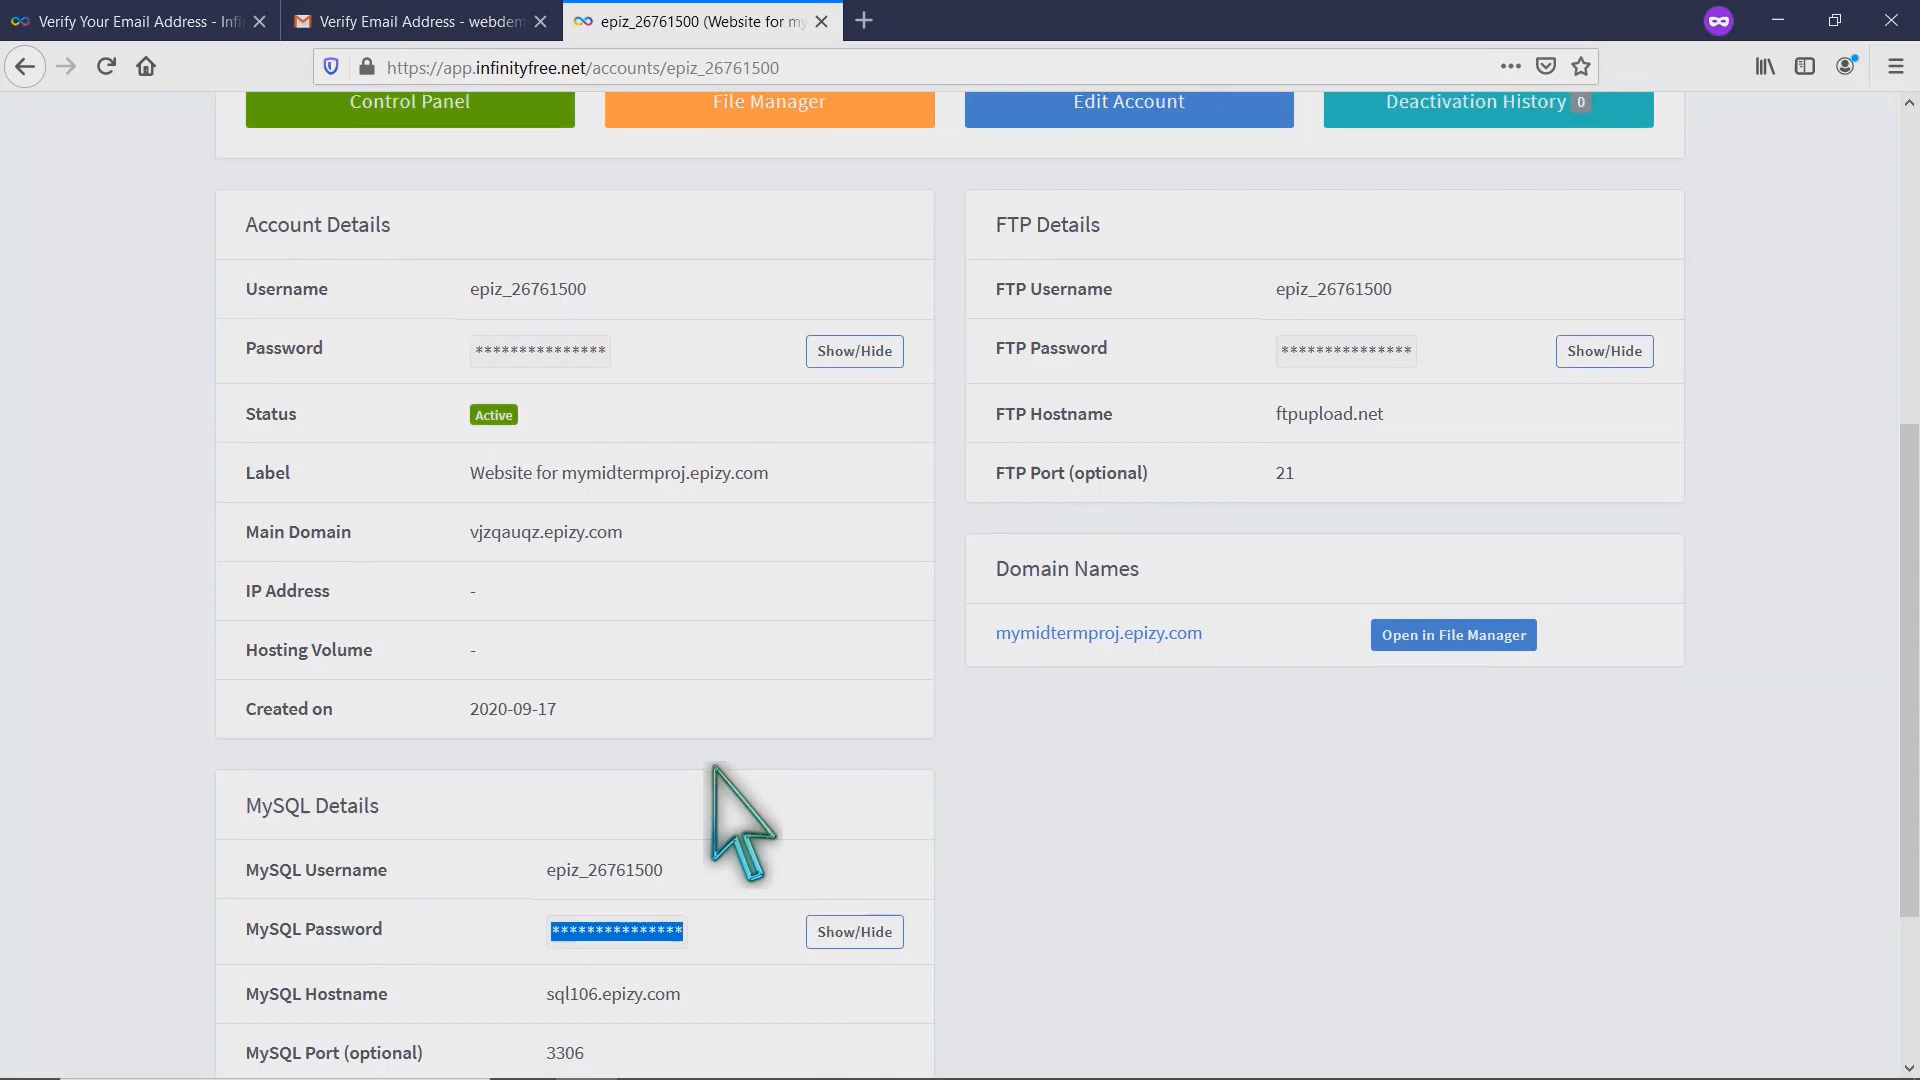 Verify Your Email Address - Infi
Verify Email Address - webdem
epiz_26761500 (Website for my
https://app.infinityfree.net/accounts/epiz_26761500
Control Panel
File Manager
Edit Account
Deactivation History 0
Account Details
Username epiz_26761500
Password *************** Show/Hide
Status Active
Label Website for mymidtermproj.epizy.com
Main Domain vjzqauqz.epizy.com
IP Address -
Hosting Volume -
Created on 2020-09-17
FTP Details
FTP Username epiz_26761500
FTP Password *************** Show/Hide
FTP Hostname ftpupload.net
FTP Port (optional) 21
Domain Names
mymidtermproj.epizy.com Open in File Manager
MySQL Details
MySQL Username epiz_26761500
MySQL Password *************** Show/Hide
MySQL Hostname sql106.epizy.com
MySQL Port (optional) 3306